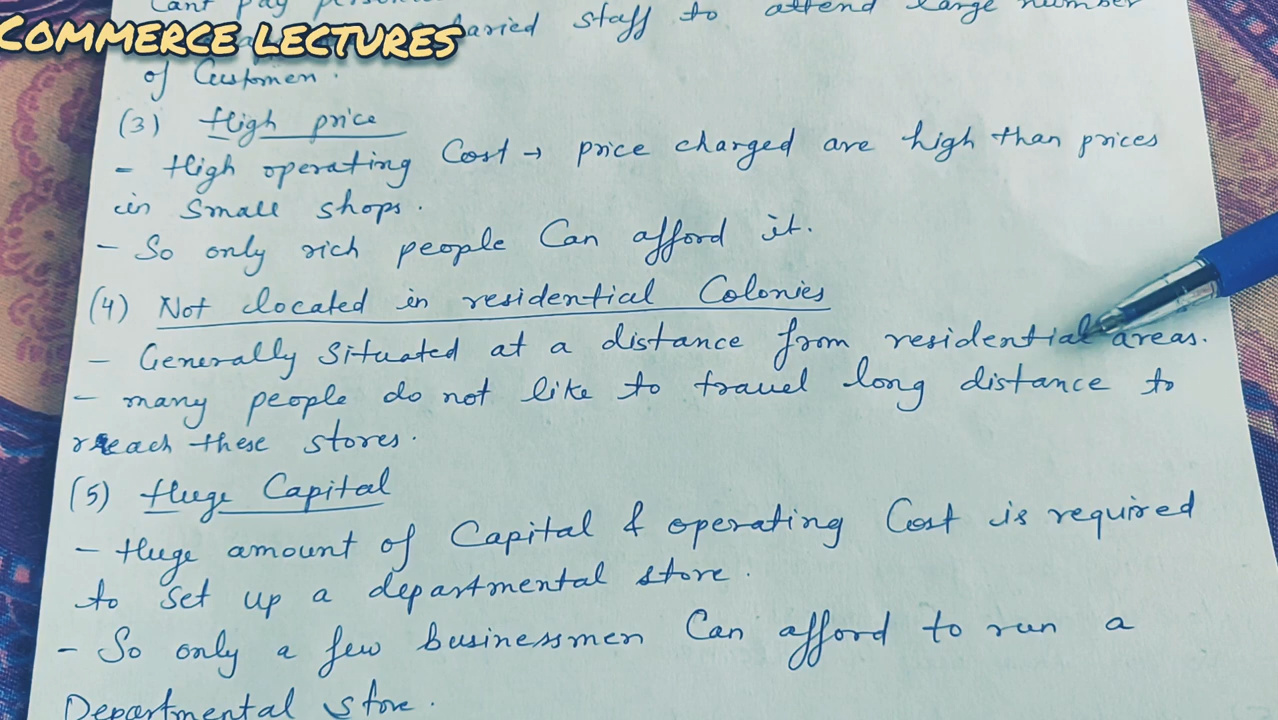 Cant pay
COMMERCE LECTURES
staff to attend large number
of Customer.
(3) High price
- High operating Cost → price charged are high than prices
in small shops.
- So only rich people Can afford it.
(4) Not located in residential Colonies
- Generally Situated at a distance from residential areas.
- many people do not like to travel long distance to
reach these stores.
(5) Huge Capital
- Huge amount of Capital & operating Cost is required
to set up a departmental store.
- So only a few businessmen Can afford to run a
Departmental store.